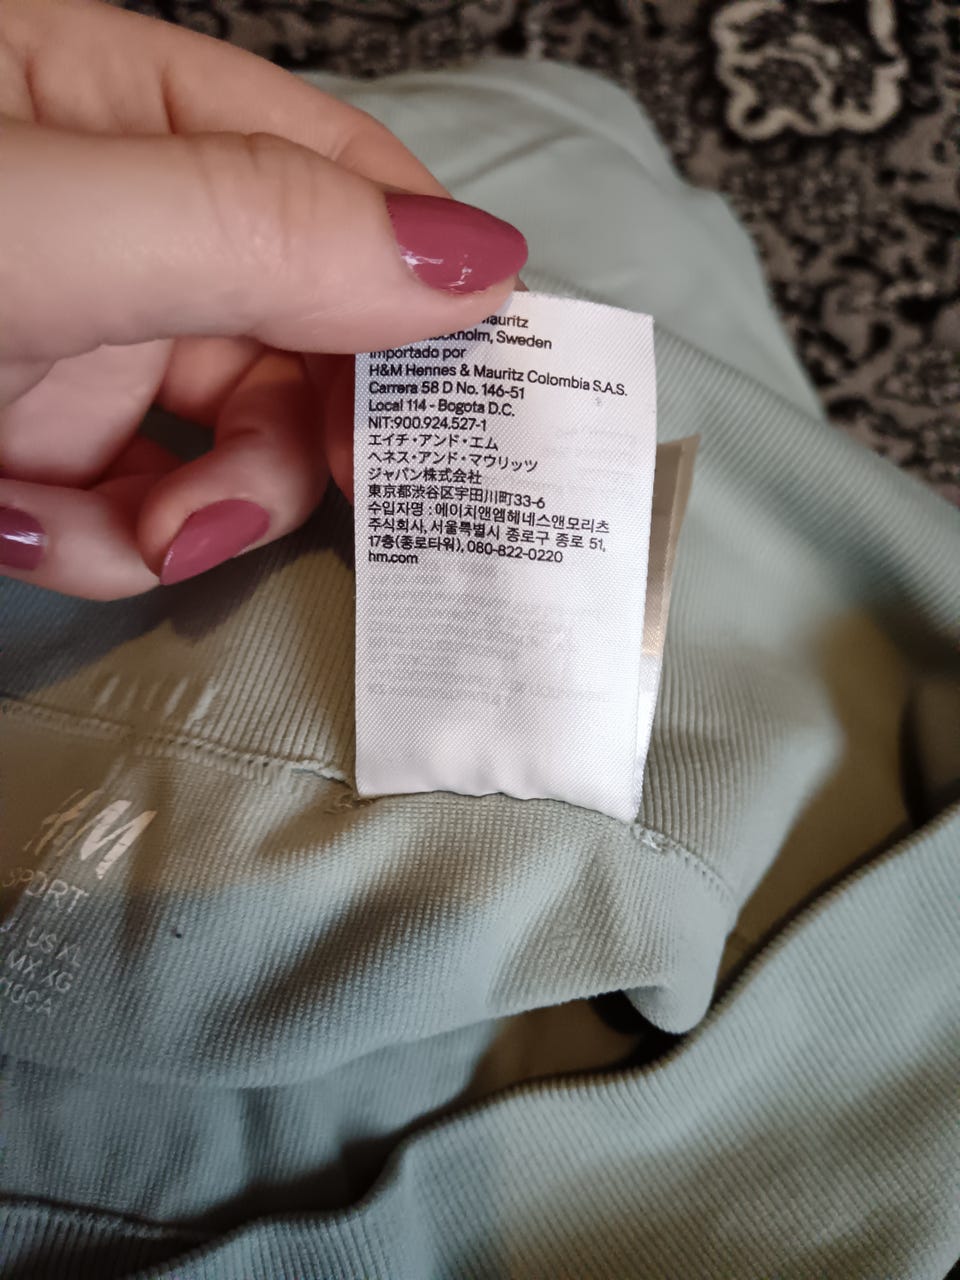 Mauritz
Stockholm, Sweden
Importado por
H&M Hennes & Mauritz Colombia S.A.S.
Carrera 58 D No. 146-51
Local 114 - Bogota D.C.
NIT:900.924.527-1
エイチ・アンド・エム
ヘネス・アンド・マウリッツ
ジャパン株式会社
東京都渋谷区宇田川町33-6
수입자명 : 에이치앤엠헤네스앤모리츠
주식회사, 서울특별시 종로구 종로 51,
17층(종로타워), 080-822-0220
hm.com
H&M
SPORT
US XL
MX XG